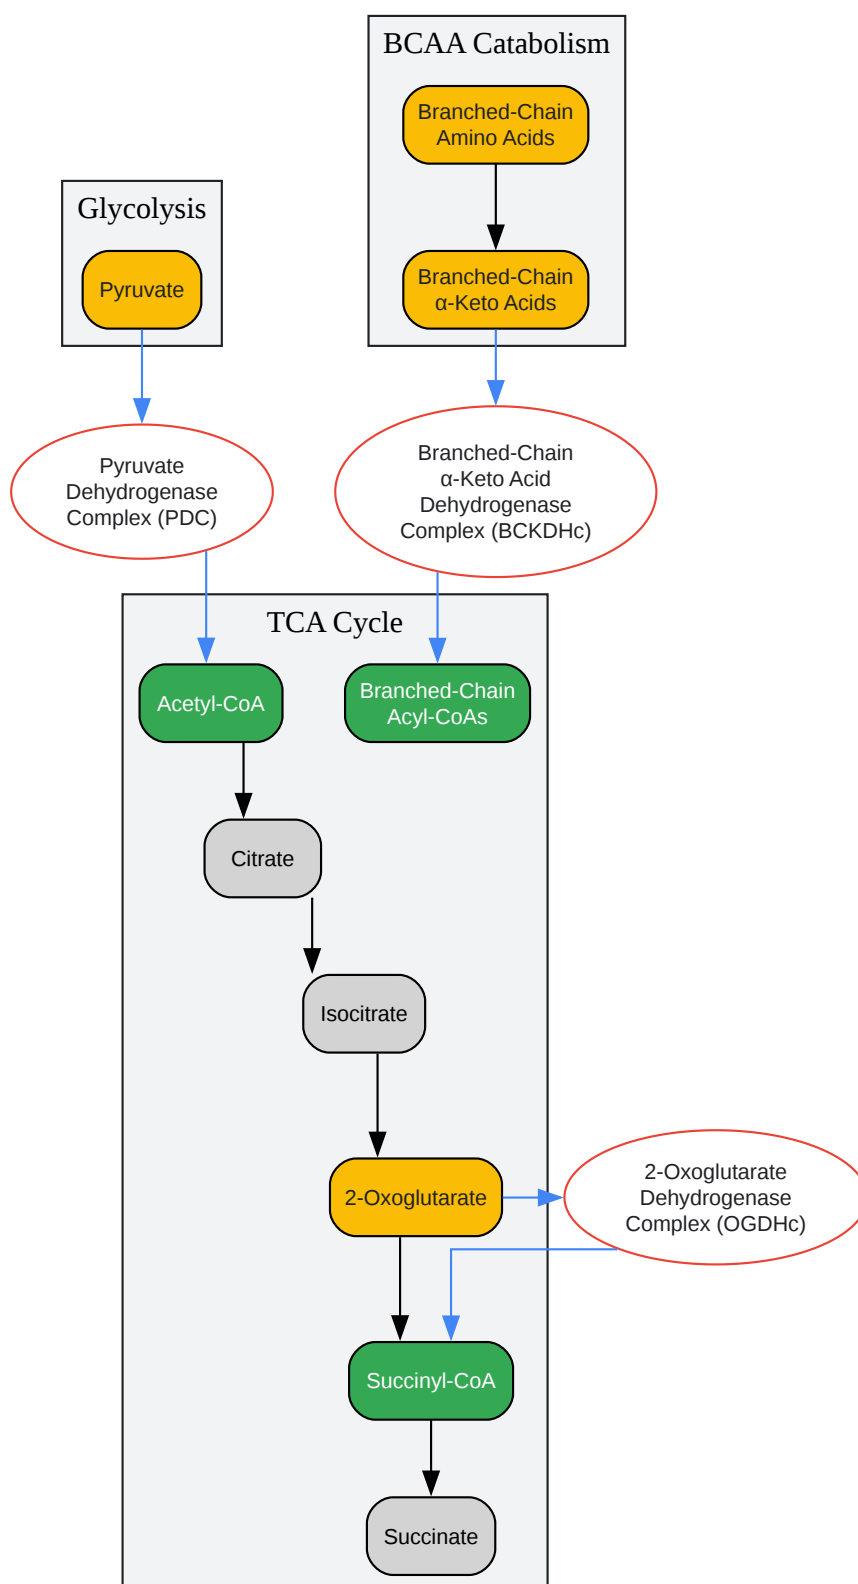 BCAA Catabolism
Branched-Chain
Amino Acids
Glycolysis
Pyruvate
Branched-Chain
α-Keto Acids
Pyruvate
Dehydrogenase
Complex (PDC)
Branched-Chain
α-Keto Acid
Dehydrogenase
Complex (BCKDHc)
TCA Cycle
Acetyl-CoA
Branched-Chain
Acyl-CoAs
Citrate
Isocitrate
2-Oxoglutarate
2-Oxoglutarate
Dehydrogenase
Complex (OGDHc)
Succinyl-CoA
Succinate